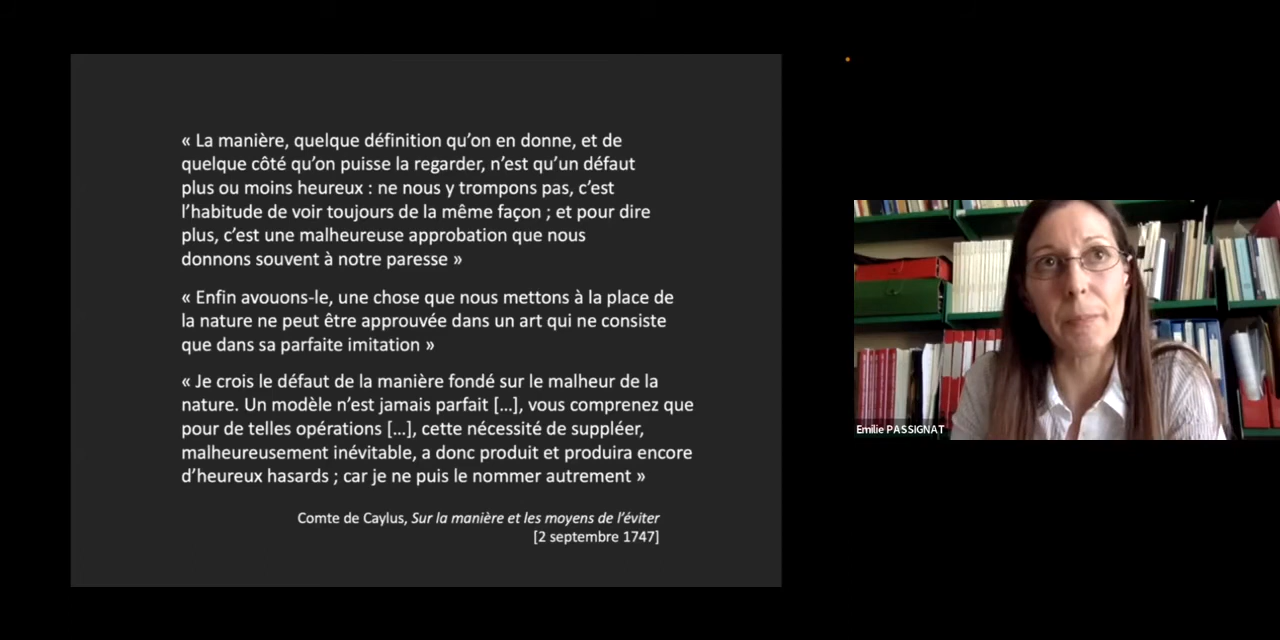 « La manière, quelque définition qu’on en donne, et de
quelque côté qu’on puisse la regarder, n’est qu’un défaut
plus ou moins heureux : ne nous y trompons pas, c’est
l’habitude de voir toujours de la même façon ; et pour dire
plus, c’est une malheureuse approbation que nous
donnons souvent à notre paresse »
« Enfin avouons-le, une chose que nous mettons à la place de
la nature ne peut être approuvée dans un art qui ne consiste
que dans sa parfaite imitation »
« Je crois le défaut de la manière fondé sur le malheur de la
nature. Un modèle n’est jamais parfait […], vous comprenez que
pour de telles opérations […], cette nécessité de suppléer,
malheureusement inévitable, a donc produit et produira encore
d’heureux hasards ; car je ne puis le nommer autrement »
Comte de Caylus, Sur la manière et les moyens de l’éviter
[2 septembre 1747]
Emilie PASSIGNAT